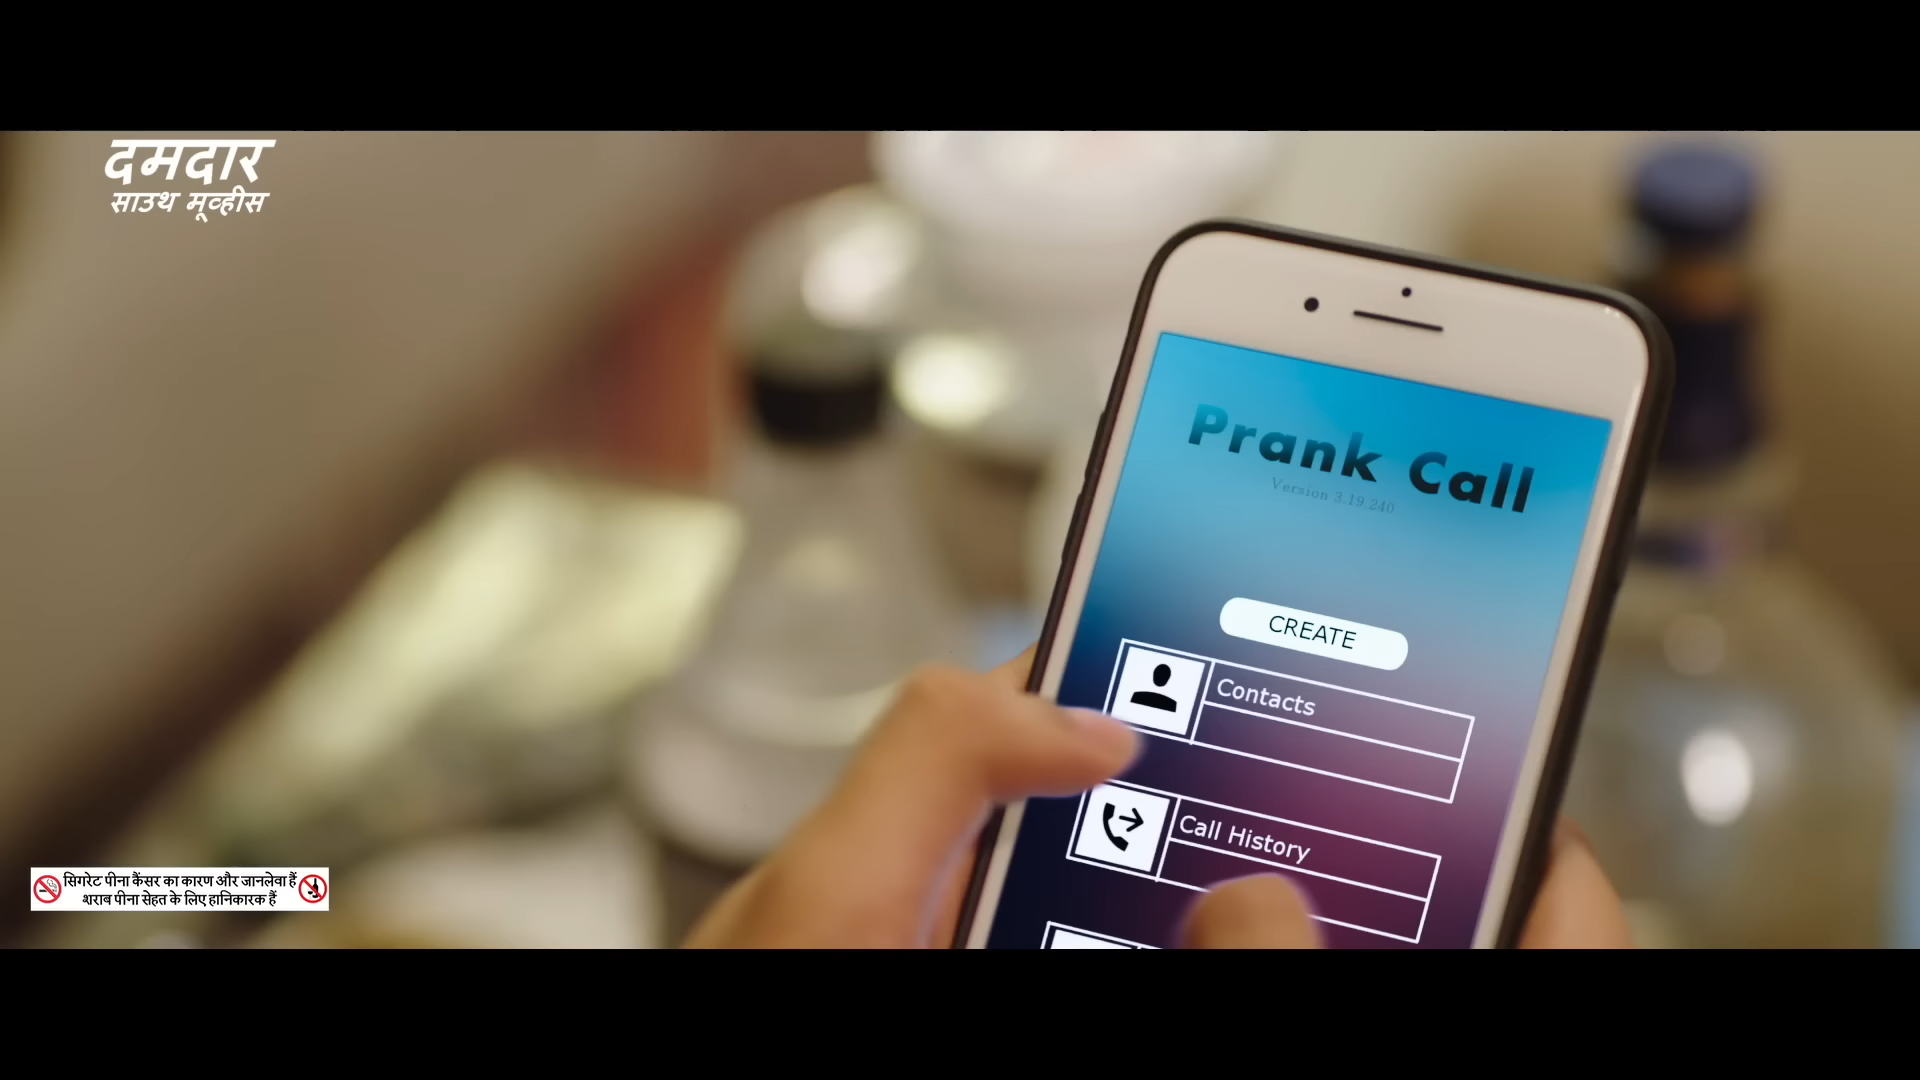 दमदार
साउथ मूव्हीस
Prank Call
Version 3.19.240
CREATE
Contacts
Call History
सिगरेट पीना कैंसर का कारण और जानलेवा हैं
शराब पीना सेहत के लिए हानिकारक हैं